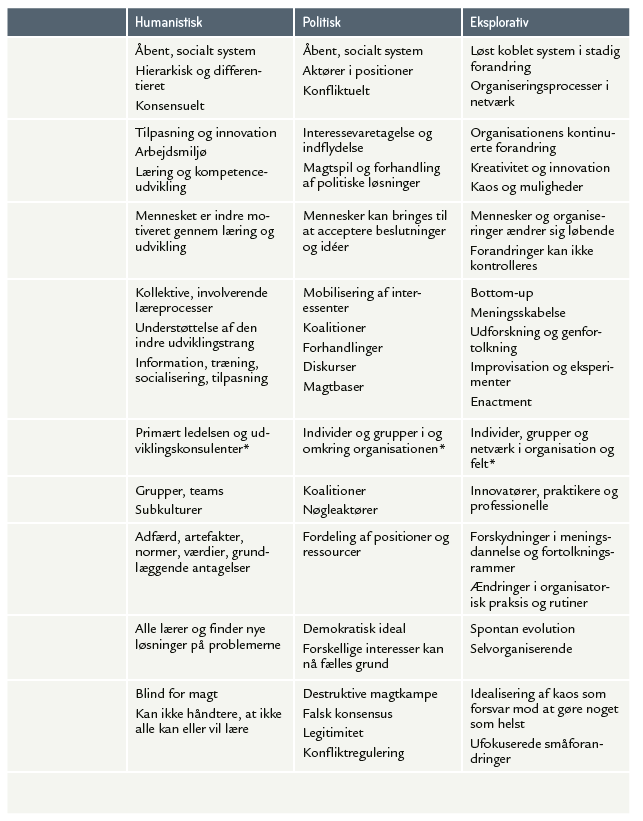 Humanistisk
Politisk
Eksplorativ
Åbent, socialt system
Hierarkisk og differen-
tieret
Konsensuelt
Åbent, socialt system
Aktører i positioner
Konfliktuelt
Løst koblet system i stadig
forandring
Organiseringsprocesser i
netværk
Tilpasning og innovation
Arbejdsmiljø
Læring og kompetence-
udvikling
Interessevaretagelse og
indflydelse
Magtspil og forhandling
af politiske løsninger
Organisationens kontinu-
erte forandring
Kreativitet og innovation
Kaos og muligheder
Mennesket er indre mo-
tiveret gennem læring og
udvikling
Mennesker kan bringes til
at acceptere beslutninger
og idéer
Mennesker og organise-
ringer ændrer sig løbende
Forandringer kan ikke
kontrolleres
Kollektive, involverende
læreprocesser
Understøttelse af den
indre udviklingstrang
Information, træning,
socialisering, tilpasning
Mobilisering af inter-
essenter
Koalitioner
Forhandlinger
Diskurser
Magtbaser
Bottom-up
Meningsskabelse
Udforskning og genfor-
tolkning
Improvisation og eksperi-
menter
Enactment
Primært ledelsen og ud-
viklingskonsulenter*
Individer og grupper i og
omkring organisationen*
Individer, grupper og
netværk i organisation og
felt*
Grupper, teams
Subkulturer
Koalitioner
Nøgleaktører
Innovatører, praktikere og
professionelle
Adfærd, artefakter,
normer, værdier, grund-
læggende antagelser
Fordeling af positioner og
ressourcer
Forskydninger i menings-
dannelse og fortolknings-
rammer
Ændringer i organisator-
isk praksis og rutiner
Alle lærer og finder nye
løsninger på problemerne
Demokratisk ideal
Forskellige interesser kan
nå fælles grund
Spontan evolution
Selvorganiserende
Blind for magt
Kan ikke håndtere, at ikke
alle kan eller vil lære
Destruktive magtkampe
Falsk konsensus
Legitimitet
Konfliktregulering
Idealisering af kaos som
forsvar mod at gøre noget
som helst
Ufokuserede småforan-
dringer